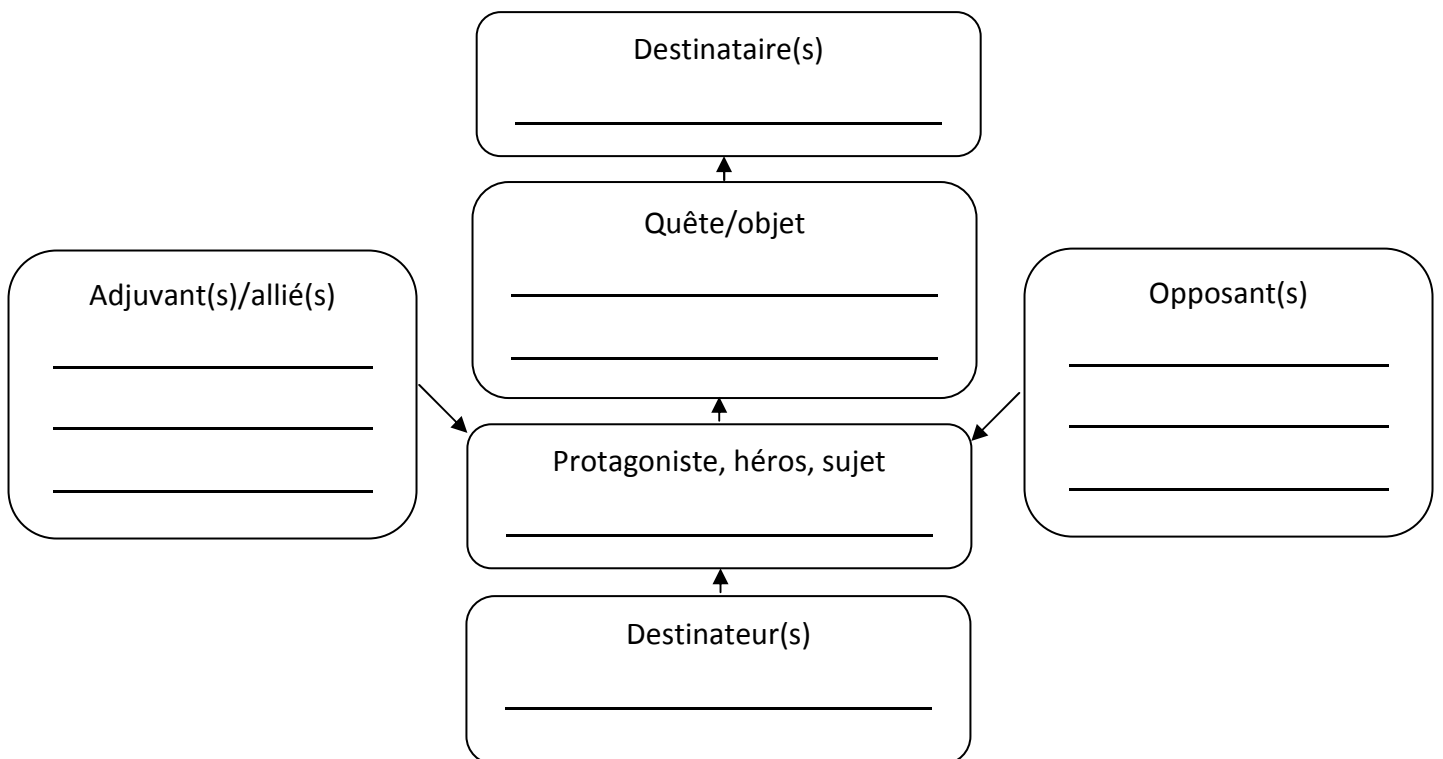 Destinataire(s)
Quête/objet
Adjuvant(s)/allié(s)
Opposant(s)
Protagoniste, héros, sujet
Destinateur(s)